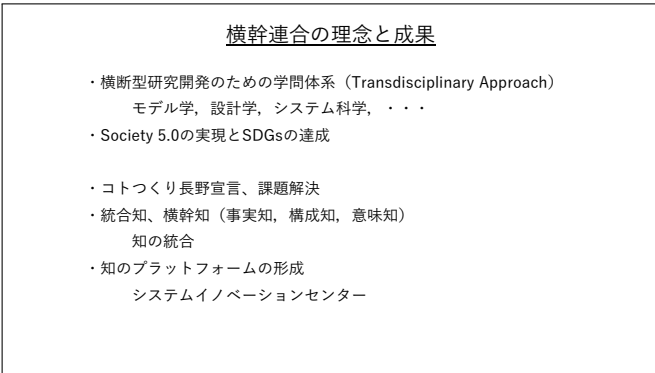 横幹連合の理念と成果
・横断型研究開発のための学問体系（Transdisciplinary Approach）
モデル学，設計学，システム科学，・・・
・Society 5.0の実現とSDGsの達成
・コトつくり長野宣言、課題解決
・統合知、横幹知（事実知，構成知，意味知）
知の統合
・知のプラットフォームの形成
システムイノベーションセンター